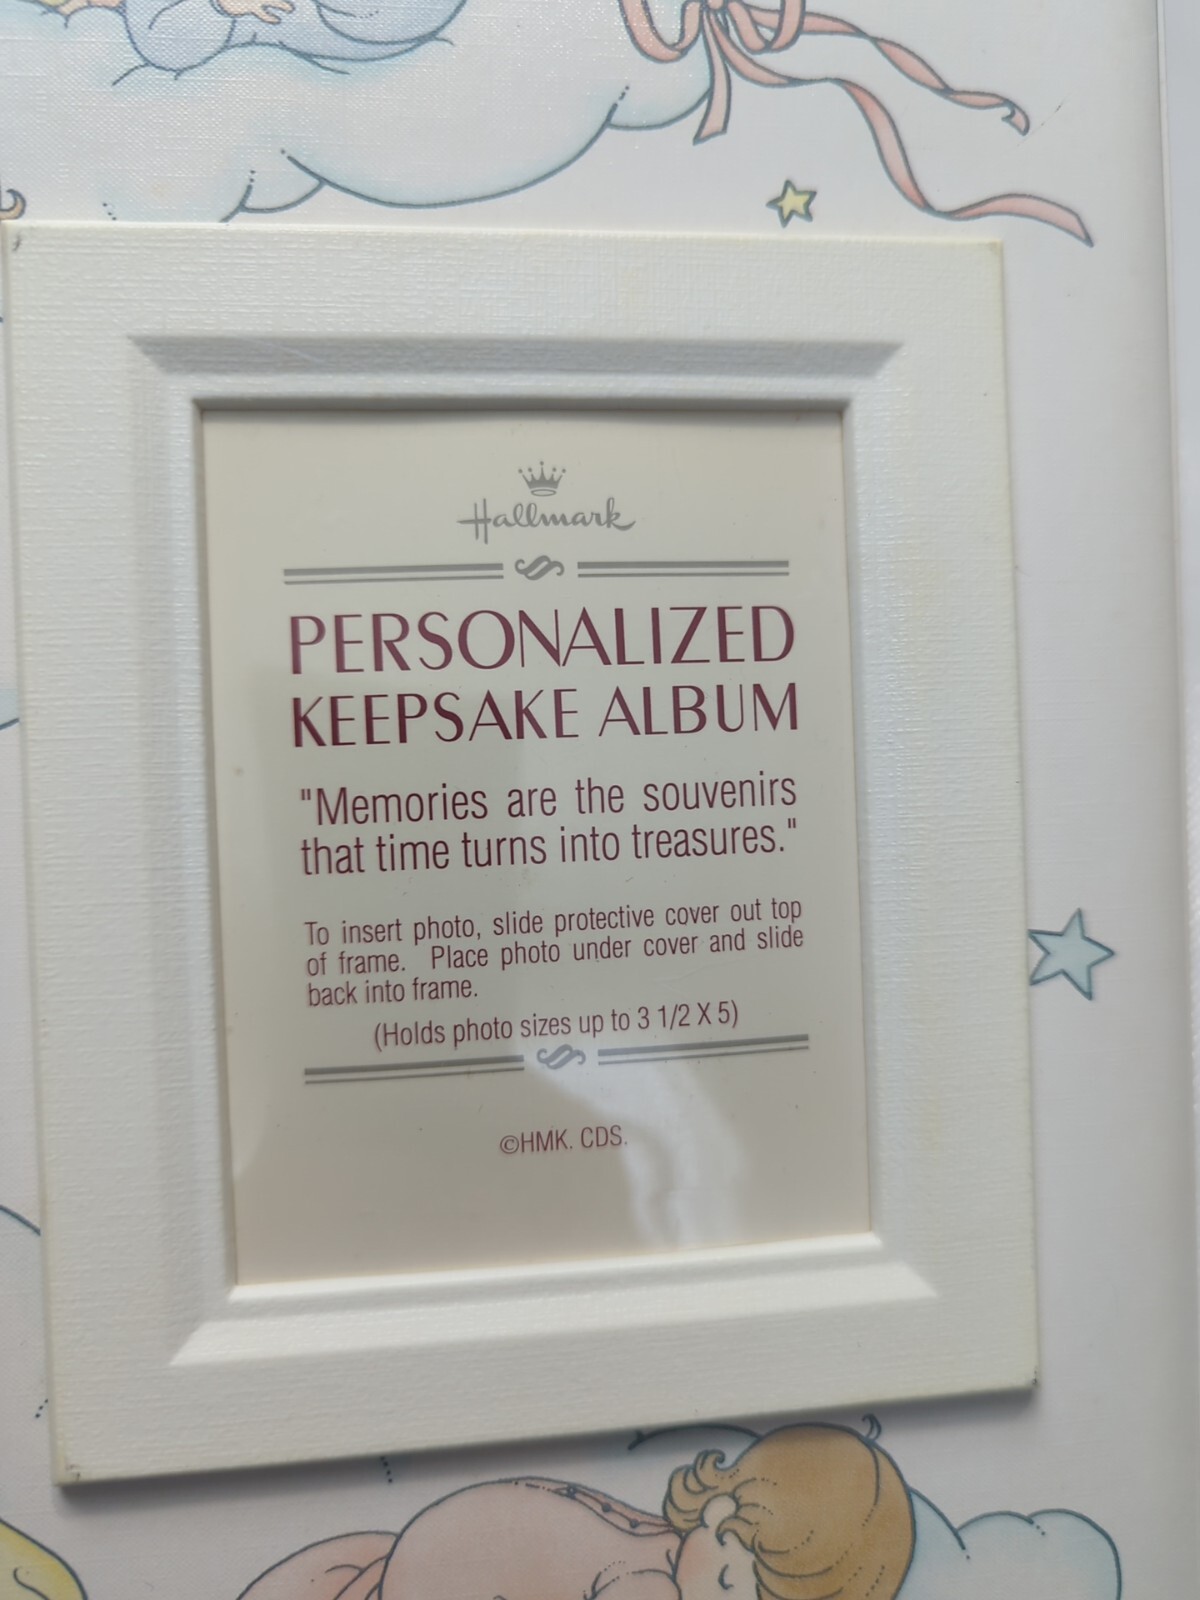 Hallmark
PERSONALIZED
KEEPSAKE ALBUM
"Memories are the souvenirs
that time turns into treasures."
To insert photo, slide protective cover out top
of frame. Place photo under cover and slide
back into frame.
(Holds photo sizes up to 3 1/2 X 5)
©HMK. CDS.